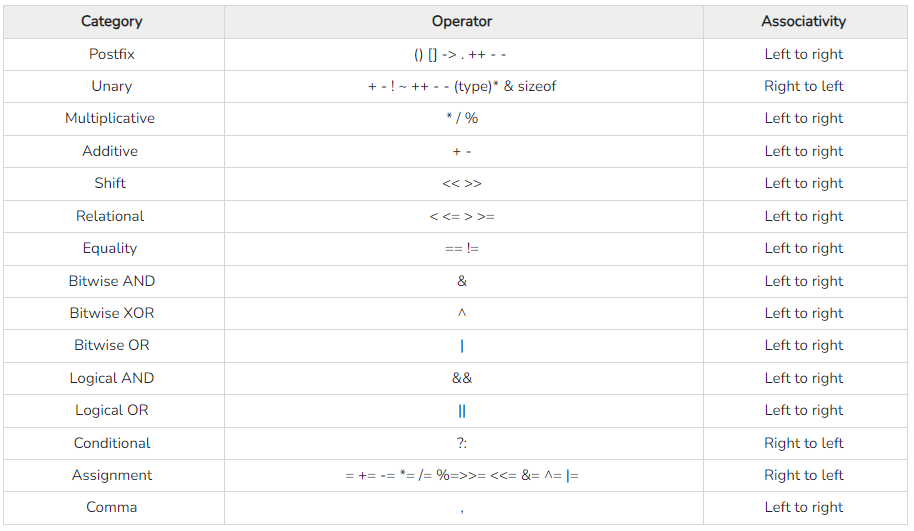 Category Operator Associativity
Postfix () [] -> . ++ - - Left to right
Unary + - ! ~ ++ - - (type)* & sizeof Right to left
Multiplicative * / % Left to right
Additive + - Left to right
Shift << >> Left to right
Relational < <= > >= Left to right
Equality == != Left to right
Bitwise AND & Left to right
Bitwise XOR ^ Left to right
Bitwise OR | Left to right
Logical AND && Left to right
Logical OR || Left to right
Conditional ?: Right to left
Assignment = += -= *= /= %=>>= <<= &= ^= |= Right to left
Comma , Left to right